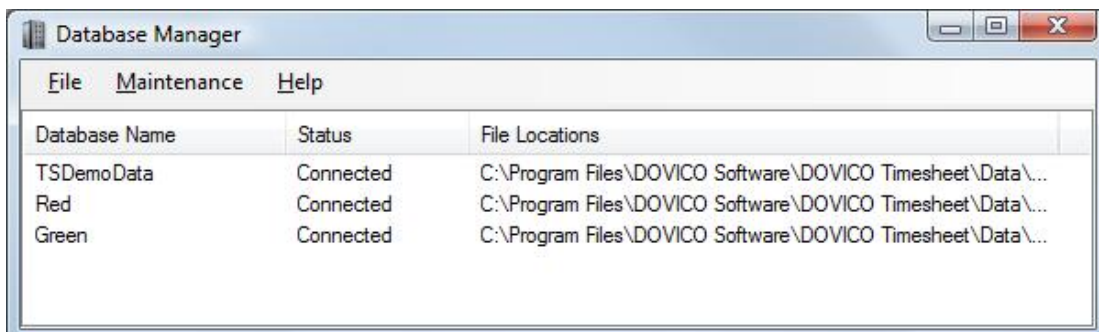 Database Manager
File Maintenance Help
Database Name Status File Locations
TSDemoData Connected C:\Program Files\DOVICO Software\DOVICO Timesheet\Data\...
Red Connected C:\Program Files\DOVICO Software\DOVICO Timesheet\Data\...
Green Connected C:\Program Files\DOVICO Software\DOVICO Timesheet\Data\...